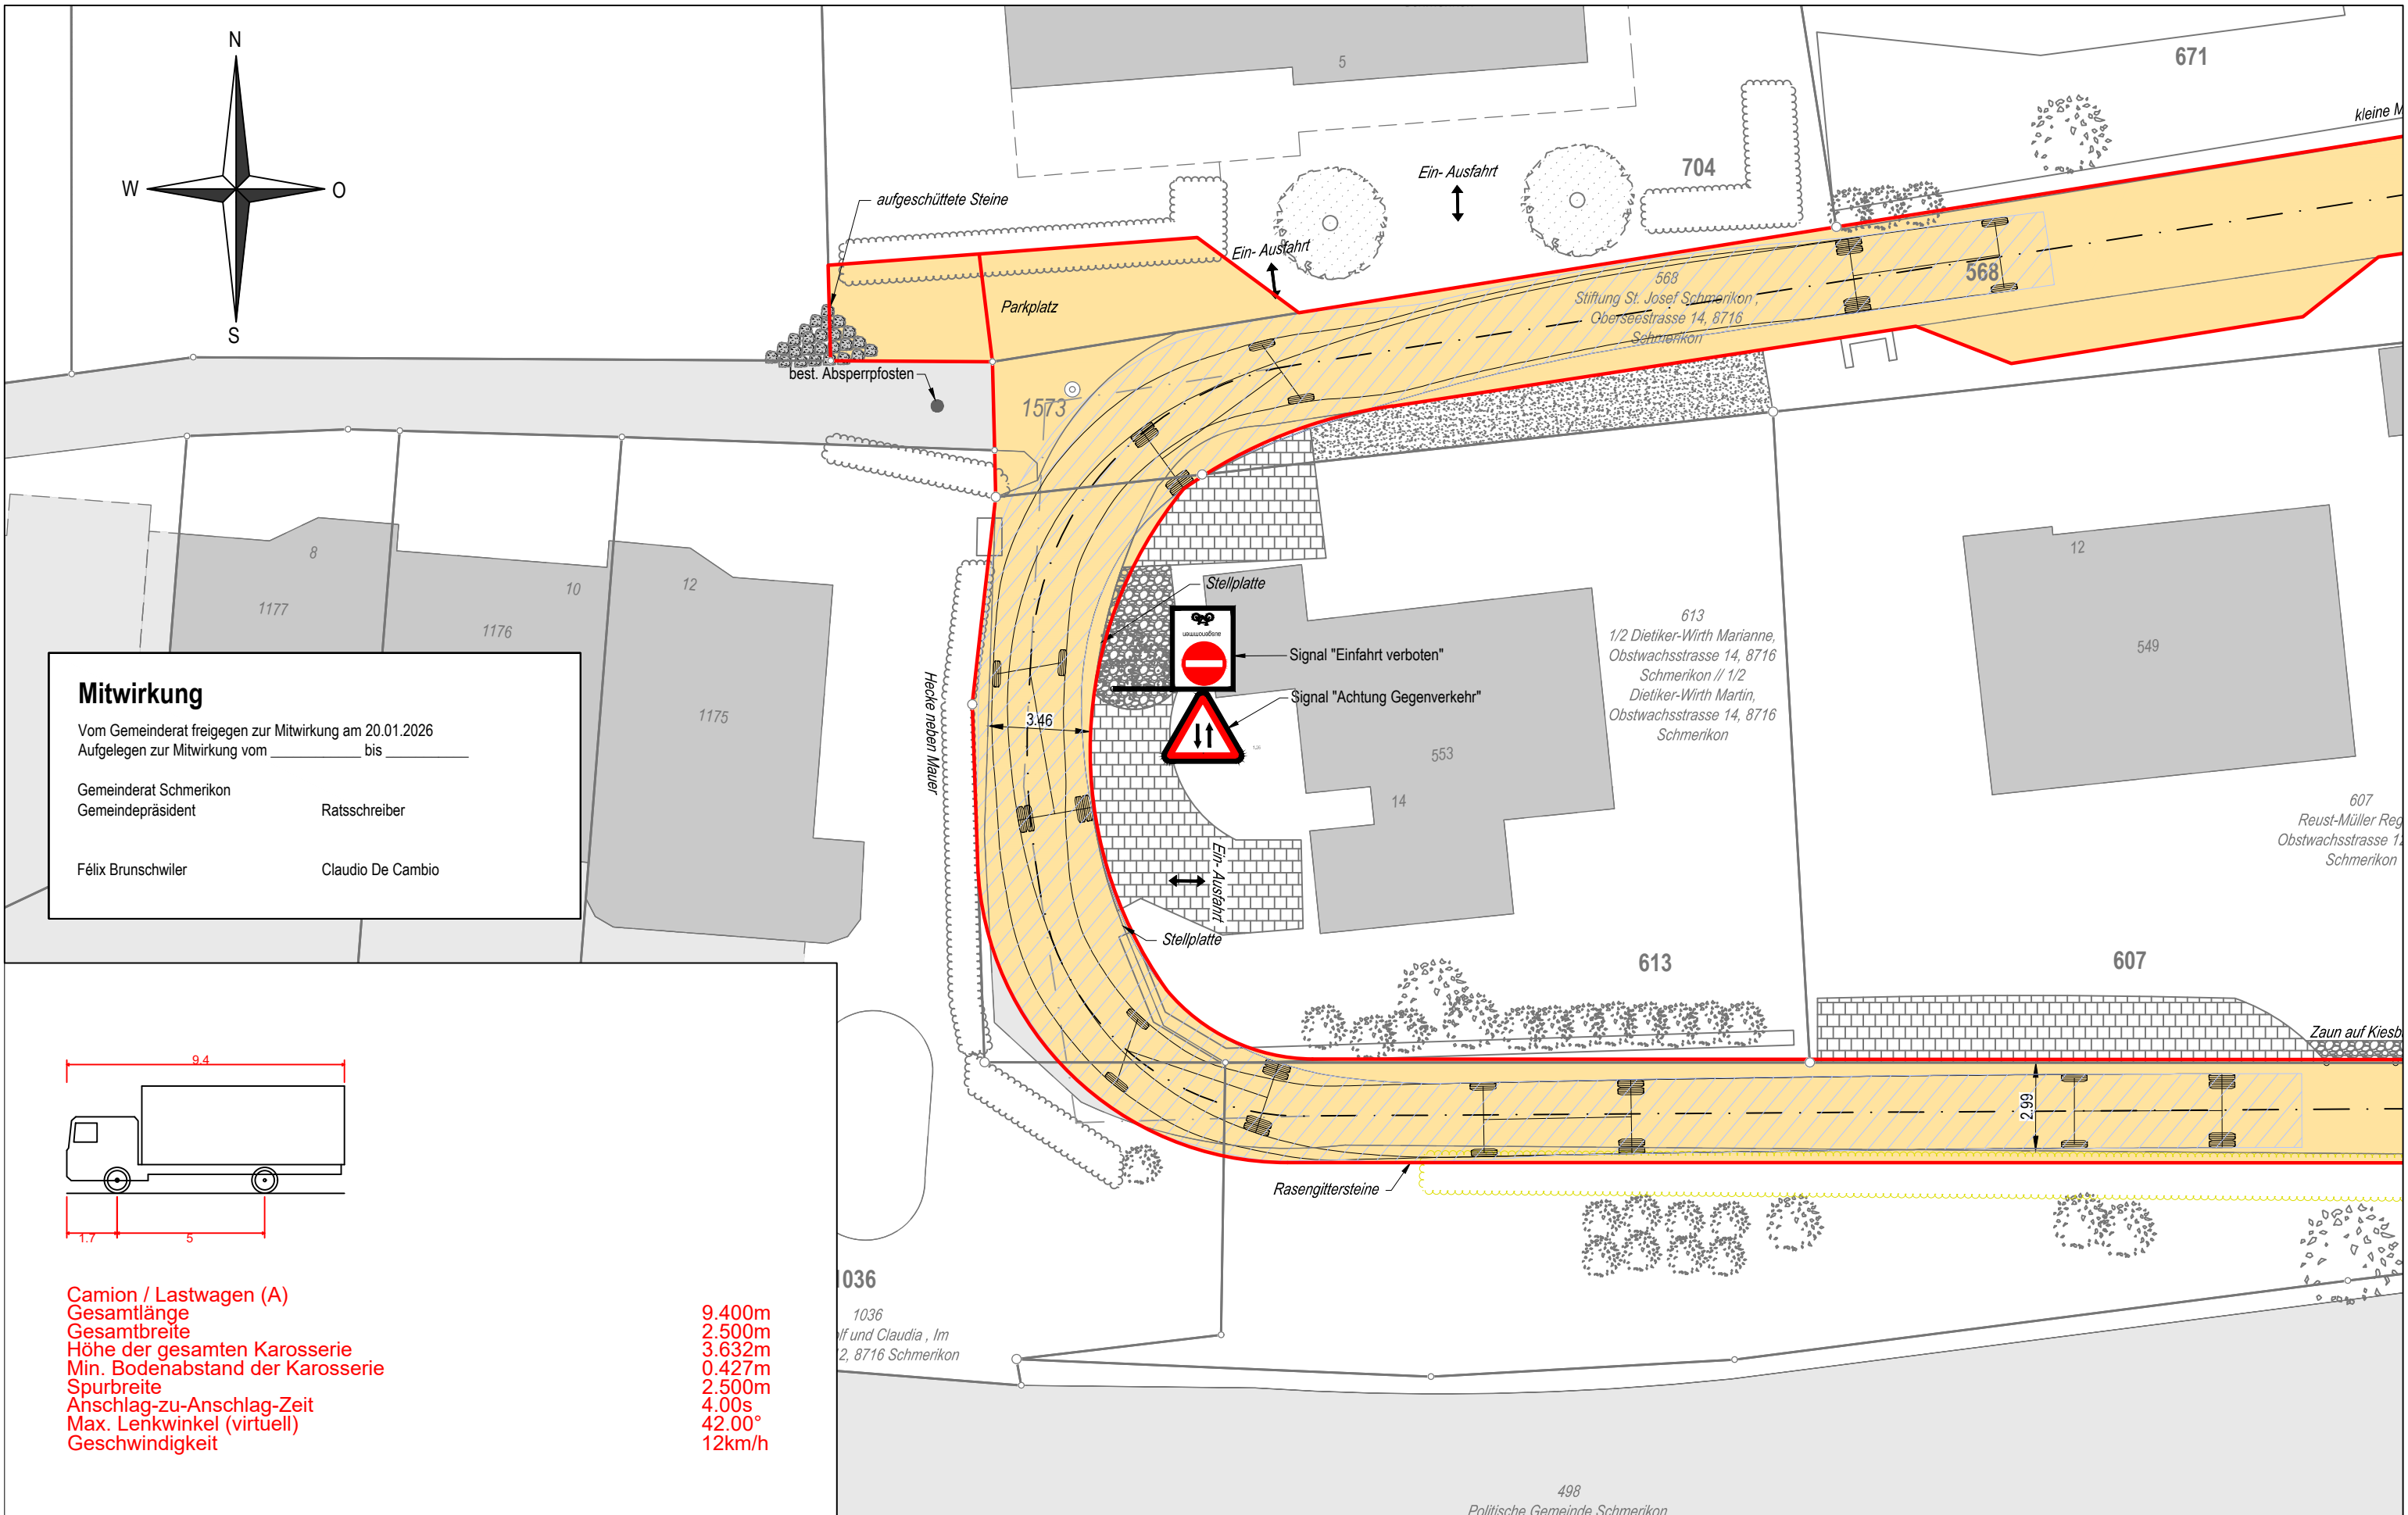 N
W
O
S
5
671
kleine M
704
Ein- Ausfahrt
aufgeschüttete Steine
Ein- Ausfahrt
Parkplatz
568
568
Stiftung St. Josef Schmerikon ,
Oberseestrasse 14, 8716
Schmerikon
best. Absperrpfosten
1573
8
1177
10
1176
12
1175
12
549
Stellplatte
ausgenommen
Signal "Einfahrt verboten"
Signal "Achtung Gegenverkehr"
613
1/2 Dietiker-Wirth Marianne,
Obstwachsstrasse 14, 8716
Schmerikon // 1/2
Dietiker-Wirth Martin,
Obstwachsstrasse 14, 8716
Schmerikon
Hecke neben Mauer
3.46
553
14
607
Reust-Müller Reg
Obstwachsstrasse 12
Schmerikon
Ein- Ausfahrt
Stellplatte
613
607
Zaun auf Kiesb
2.99
Rasengittersteine
Mitwirkung
Vom Gemeinderat freigegen zur Mitwirkung am 20.01.2026
Aufgelegen zur Mitwirkung vom ___________ bis __________
Gemeinderat Schmerikon
Gemeindepräsident Ratsschreiber
Félix Brunschwiler Claudio De Cambio
9.4
1.7
5
Camion / Lastwagen (A)
Gesamtlänge 9.400m
Gesamtbreite 2.500m
Höhe der gesamten Karosserie 3.632m
Min. Bodenabstand der Karosserie 0.427m
Spurbreite 2.500m
Anschlag-zu-Anschlag-Zeit 4.00s
Max. Lenkwinkel (virtuell) 42.00°
Geschwindigkeit 12km/h
1036
1036
lf und Claudia , Im
2, 8716 Schmerikon
498
Politische Gemeinde Schmerikon